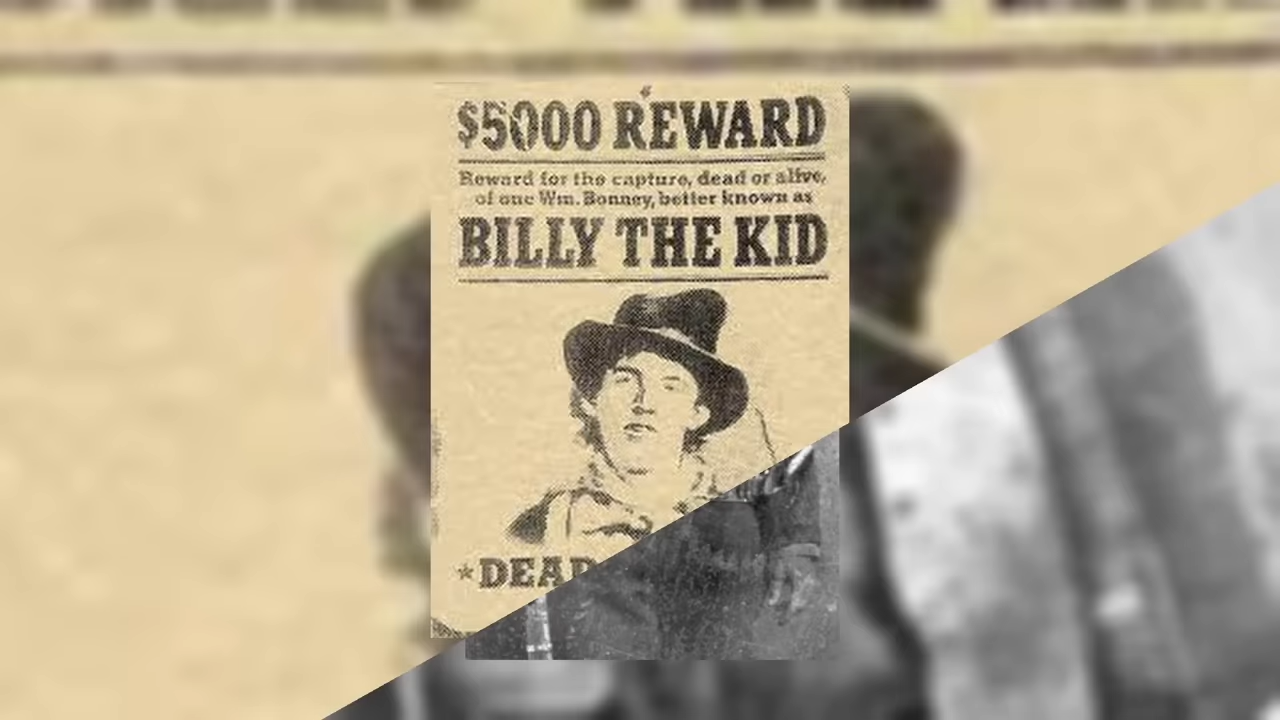 $5000 REWARD
Reward for the capture, dead or alive,
of one Wm. Bonney, better known as
BILLY THE KID
★DEAD